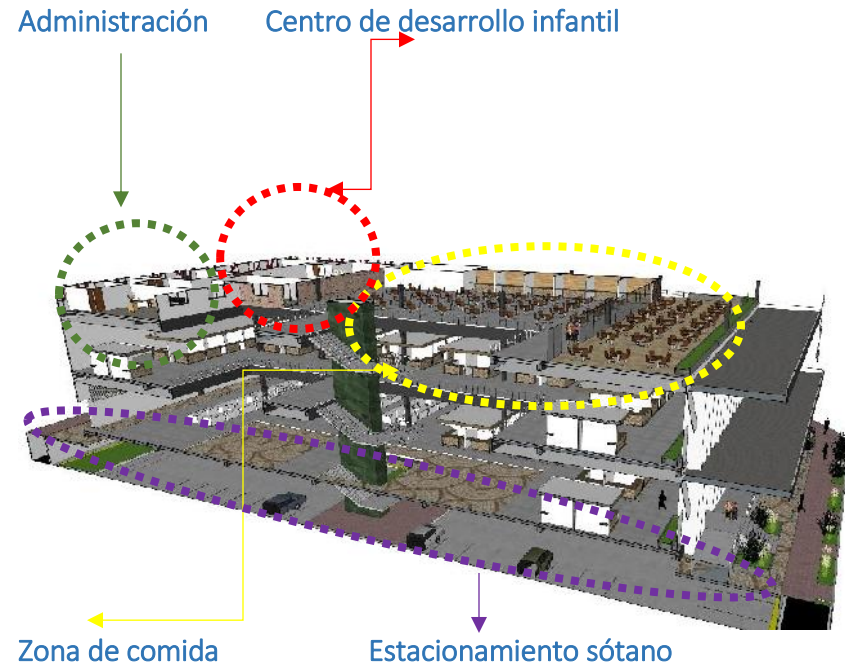 Administración
Centro de desarrollo infantil
Zona de comida
Estacionamiento sótano